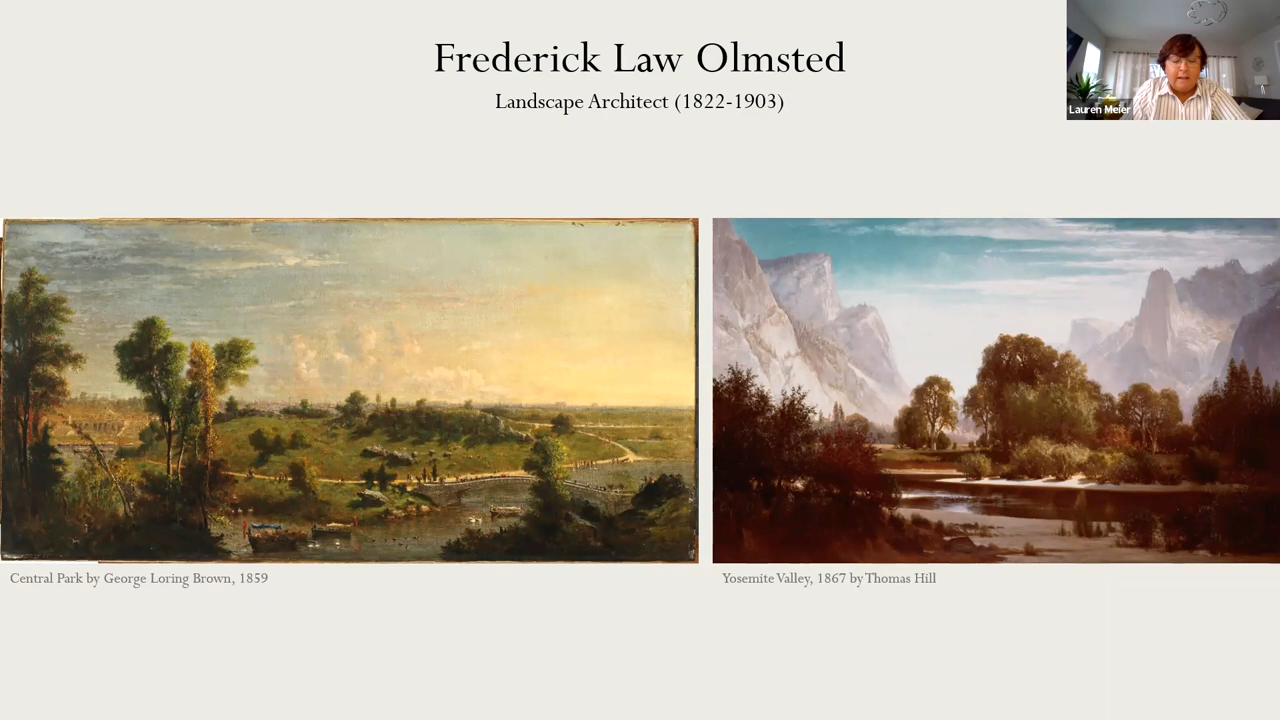 Frederick Law Olmsted
Landscape Architect (1822-1903)
Lauren Meier
Central Park by George Loring Brown, 1859
Yosemite Valley, 1867 by Thomas Hill